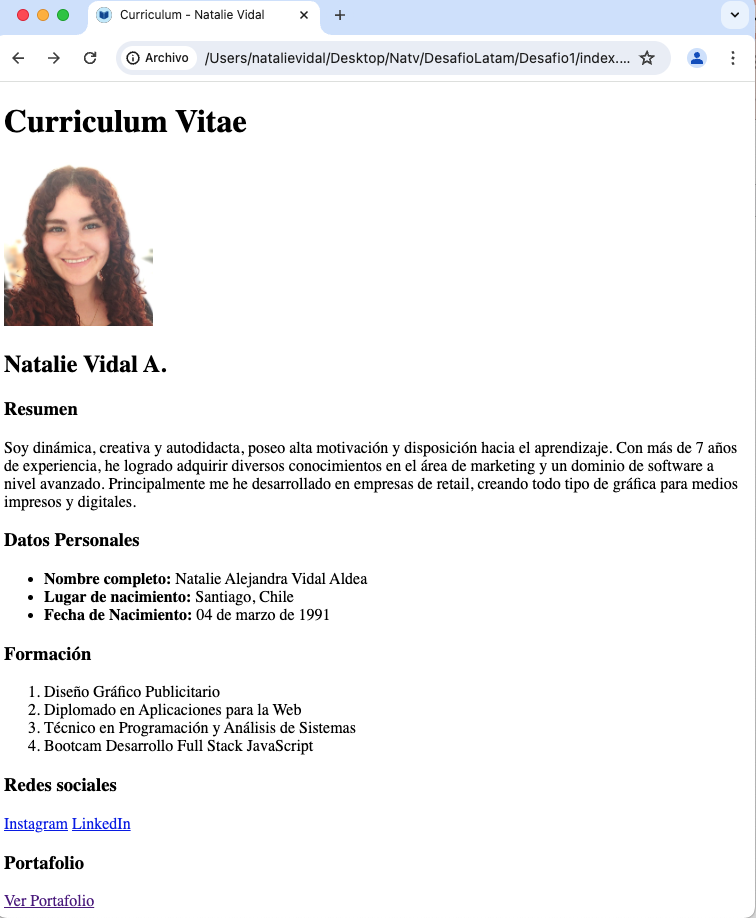 Curriculum - Natalie Vidal
Archivo /Users/natalievidal/Desktop/Natv/DesafioLatam/Desafio1/index....
Curriculum Vitae
Natalie Vidal A.
Resumen
Soy dinámica, creativa y autodidacta, poseo alta motivación y disposición hacia el aprendizaje. Con más de 7 años
de experiencia, he logrado adquirir diversos conocimientos en el área de marketing y un dominio de software a
nivel avanzado. Principalmente me he desarrollado en empresas de retail, creando todo tipo de gráfica para medios
impresos y digitales.
Datos Personales
• Nombre completo: Natalie Alejandra Vidal Aldea
• Lugar de nacimiento: Santiago, Chile
• Fecha de Nacimiento: 04 de marzo de 1991
Formación
1. Diseño Gráfico Publicitario
2. Diplomado en Aplicaciones para la Web
3. Técnico en Programación y Análisis de Sistemas
4. Bootcam Desarrollo Full Stack JavaScript
Redes sociales
Instagram LinkedIn
Portafolio
Ver Portafolio